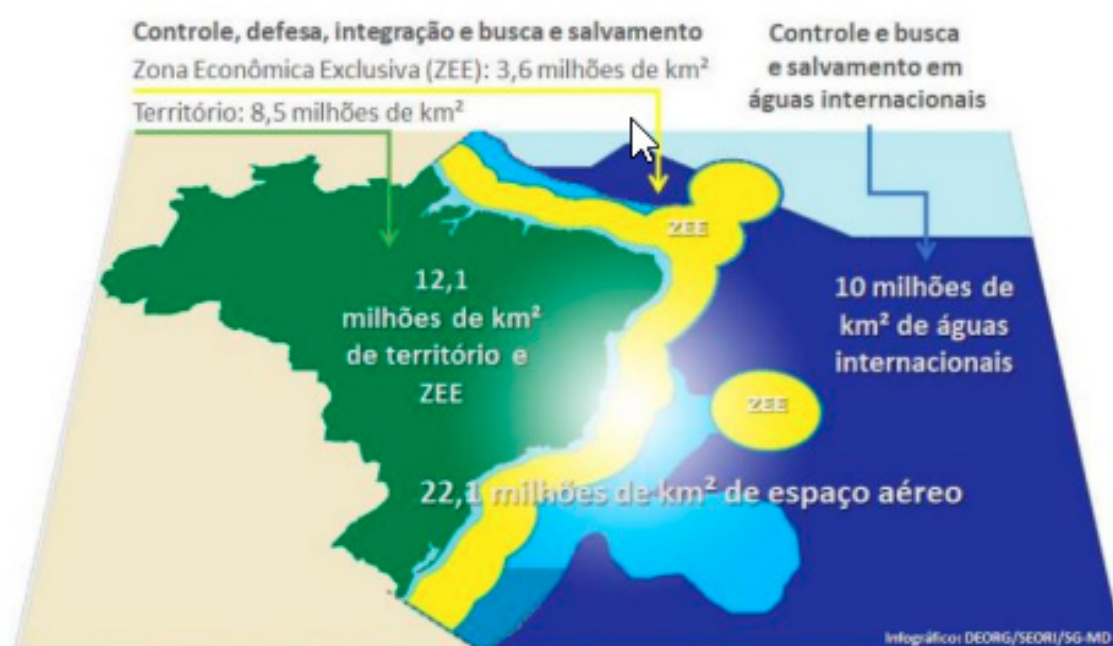 Controle, defesa, integração e busca e salvamento
Zona Econômica Exclusiva (ZEE): 3,6 milhões de km²
Território: 8,5 milhões de km²
Controle e busca
e salvamento em
águas internacionais
ZEE
12,1
milhões de km²
de território e
ZEE
10 milhões de
km² de águas
internacionais
ZEE
22,1 milhões de km² de espaço aéreo
Infográfico: DEORG/SEORI/SG-MD